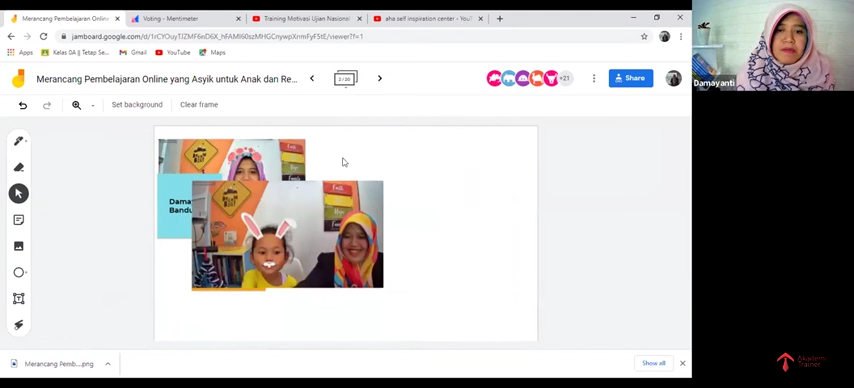 Merancang Pembelajaran Online
Voting - Mentimeter
Training Motivasi Ujian Nasional
aha self inspiration center - YouT
jamboard.google.com/d/1rCYOuyTJZMF6nD6X_hFAMI60szMHGCnywpXnmFyF5tE/viewer?f=1
Apps
Kelas 0A || Tetap Se...
Gmail
YouTube
Maps
Merancang Pembelajaran Online yang Asyik untuk Anak dan Re...
2 / 20
+21
Share
Set background
Clear frame
Dama
Bandu
Merancang Pemb....png
Show all
Damayanti
Akademi
Trainer